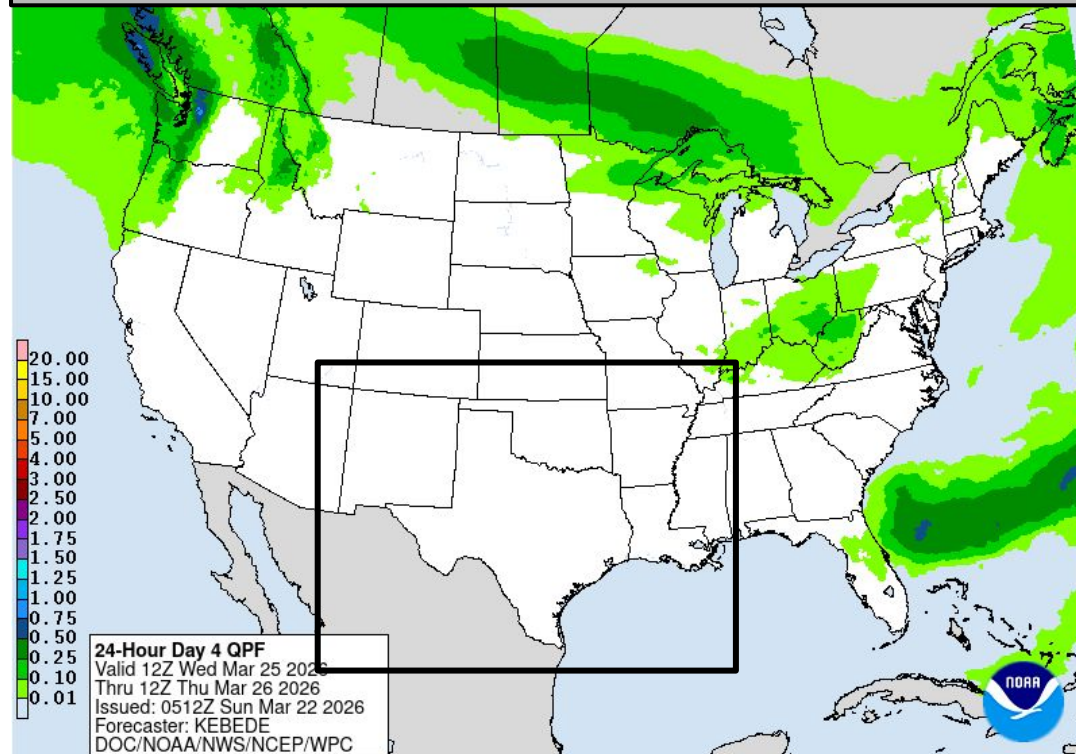 20.00
15.00
10.00
7.00
5.00
4.00
3.00
2.50
2.00
1.75
1.50
1.25
1.00
0.75
0.50
0.25
0.10
0.01
24-Hour Day 4 QPF
Valid 12Z Wed Mar 25 2026
Thru 12Z Thu Mar 26 2026
Issued: 0512Z Sun Mar 22 2026
Forecaster: KEBEDE
DOC/NOAA/NWS/NCEP/WPC
NOAA